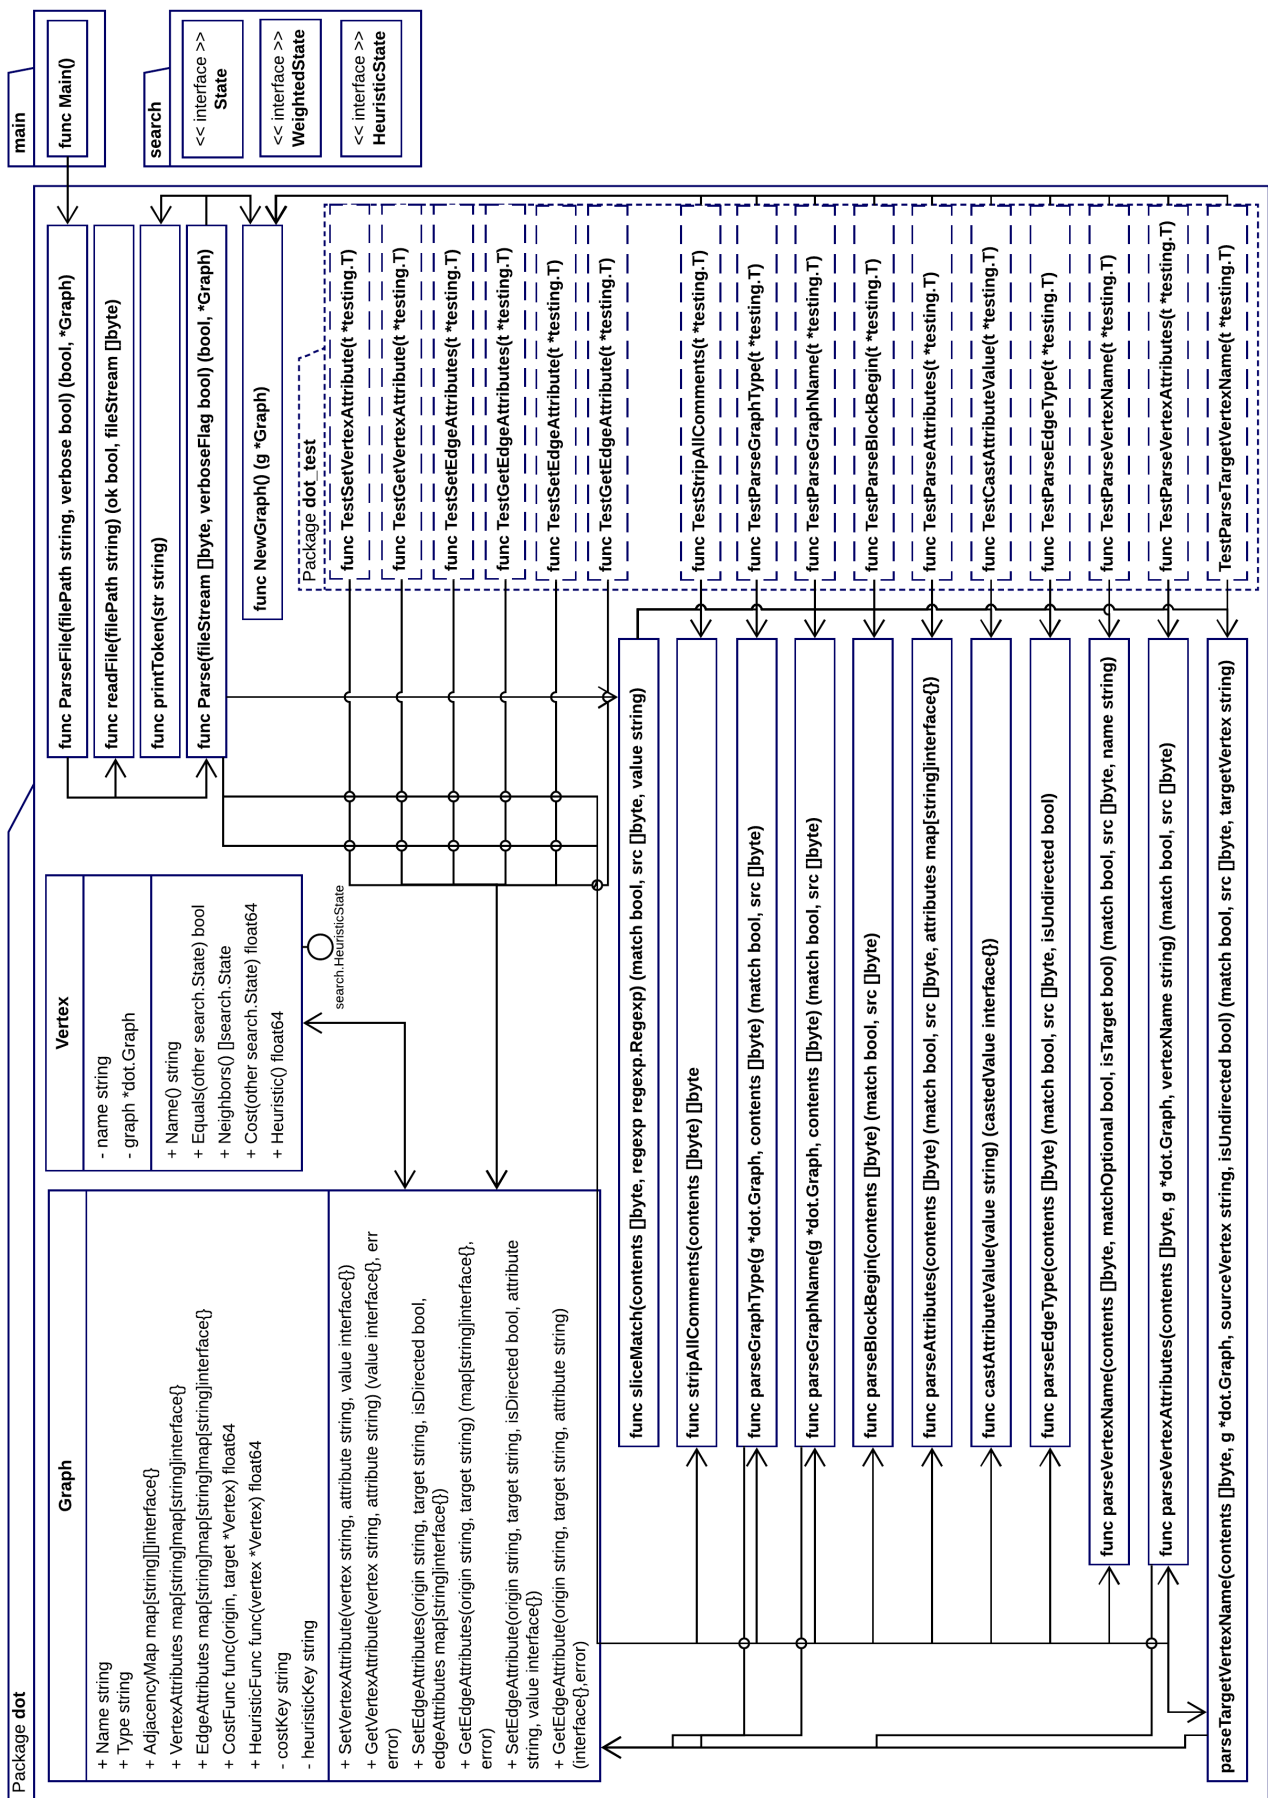 Package dot
Graph
+ Name string
+ Type string
+ AdjacencyMap map[string][]interface{}
+ VertexAttributes map[string]map[string]interface{}
+ EdgeAttributes map[string]map[string]map[string]interface{}
+ CostFunc func(origin, target *Vertex) float64
+ HeuristicFunc func(vertex *Vertex) float64
- costKey string
- heuristicKey string
+ SetVertexAttribute(vertex string, attribute string, value interface{})
+ GetVertexAttribute(vertex string, attribute string) (value interface{}, err
error)
+ SetEdgeAttributes(origin string, target string, isDirected bool,
edgeAttributes map[string]interface{})
+ GetEdgeAttributes(origin string, target string) (map[string]interface{},
error)
+ SetEdgeAttribute(origin string, target string, isDirected bool, attribute
string, value interface{})
+ GetEdgeAttribute(origin string, target string, attribute string)
(interface{},error)
Vertex
- name string
- graph *dot.Graph
+ Name() string
+ Equals(other search.State) bool
+ Neighbors() []search.State
+ Cost(other search.State) float64
+ Heuristic() float64
search.HeuristicState
func ParseFile(filePath string, verbose bool) (bool, *Graph)
func readFile(filePath string) (ok bool, fileStream []byte)
func printToken(str string)
func Parse(fileStream []byte, verboseFlag bool) (bool, *Graph)
func NewGraph() (g *Graph)
main
func Main()
search
<< interface >>
State
<< interface >>
WeightedState
<< interface >>
HeuristicState
Package dot_test
func TestSetVertexAttribute(t *testing.T)
func TestGetVertexAttribute(t *testing.T)
func TestSetEdgeAttributes(t *testing.T)
func TestGetEdgeAttributes(t *testing.T)
func TestSetEdgeAttribute(t *testing.T)
func TestGetEdgeAttribute(t *testing.T)
func TestStripAllComments(t *testing.T)
func TestParseGraphType(t *testing.T)
func TestParseGraphName(t *testing.T)
func TestParseBlockBegin(t *testing.T)
func TestParseAttributes(t *testing.T)
func TestCastAttributeValue(t *testing.T)
func TestParseEdgeType(t *testing.T)
func TestParseVertexName(t *testing.T)
func TestParseVertexAttributes(t *testing.T)
TestParseTargetVertexName(t *testing.T)
func sliceMatch(contents []byte, regexp regexp.Regexp) (match bool, src []byte, value string)
func stripAllComments(contents []byte) []byte
func parseGraphType(g *dot.Graph, contents []byte) (match bool, src []byte)
func parseGraphName(g *dot.Graph, contents []byte) (match bool, src []byte)
func parseBlockBegin(contents []byte) (match bool, src []byte)
func parseAttributes(contents []byte) (match bool, src []byte, attributes map[string]interface{})
func castAttributeValue(value string) (castedValue interface{})
func parseEdgeType(contents []byte) (match bool, src []byte, isUndirected bool)
func parseVertexName(contents []byte, matchOptional bool, isTarget bool) (match bool, src []byte, name string)
func parseVertexAttributes(contents []byte, g *dot.Graph, vertexName string) (match bool, src []byte)
parseTargetVertexName(contents []byte, g *dot.Graph, sourceVertex string, isUndirected bool) (match bool, src []byte, targetVertex string)